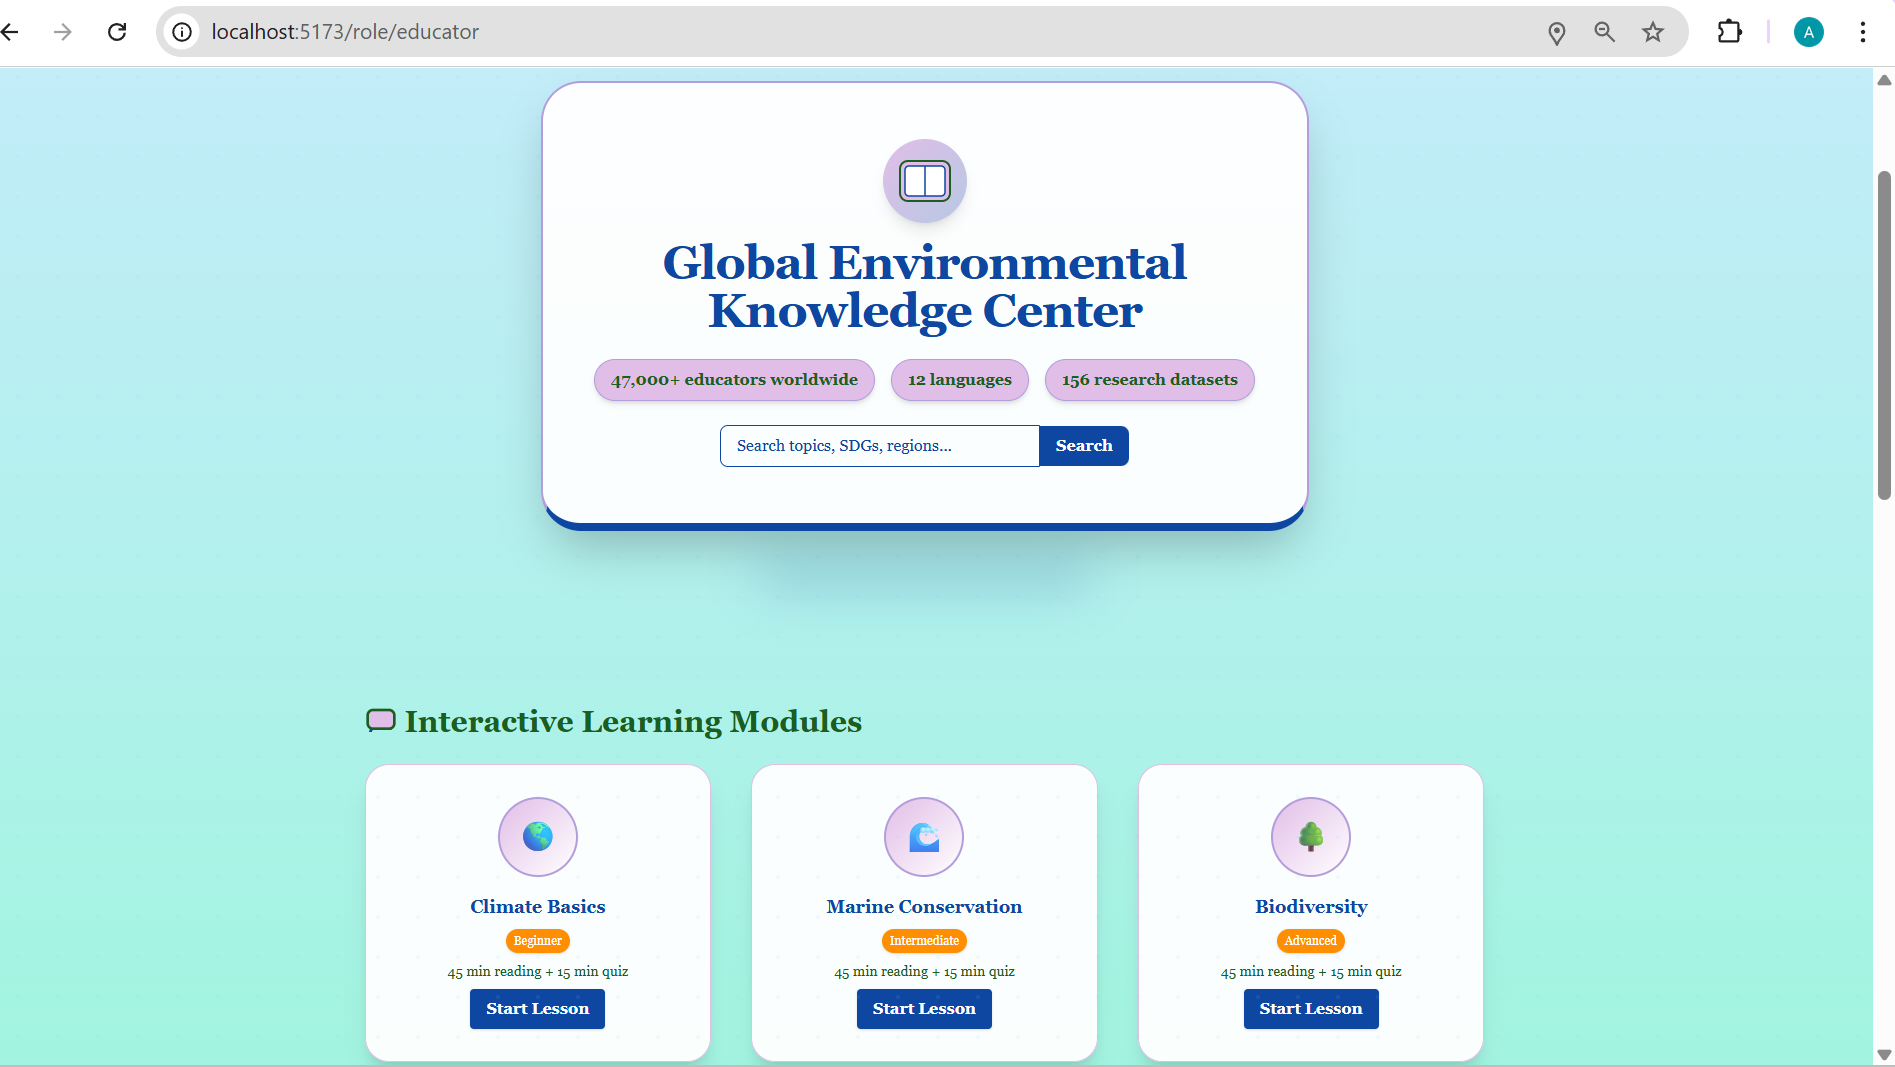 localhost:5173/role/educator
A
Global Environmental
Knowledge Center
47,000+ educators worldwide
12 languages
156 research datasets
Search topics, SDGs, regions...
Search
Interactive Learning Modules
Climate Basics
Beginner
45 min reading + 15 min quiz
Start Lesson
Marine Conservation
Intermediate
45 min reading + 15 min quiz
Start Lesson
Biodiversity
Advanced
45 min reading + 15 min quiz
Start Lesson